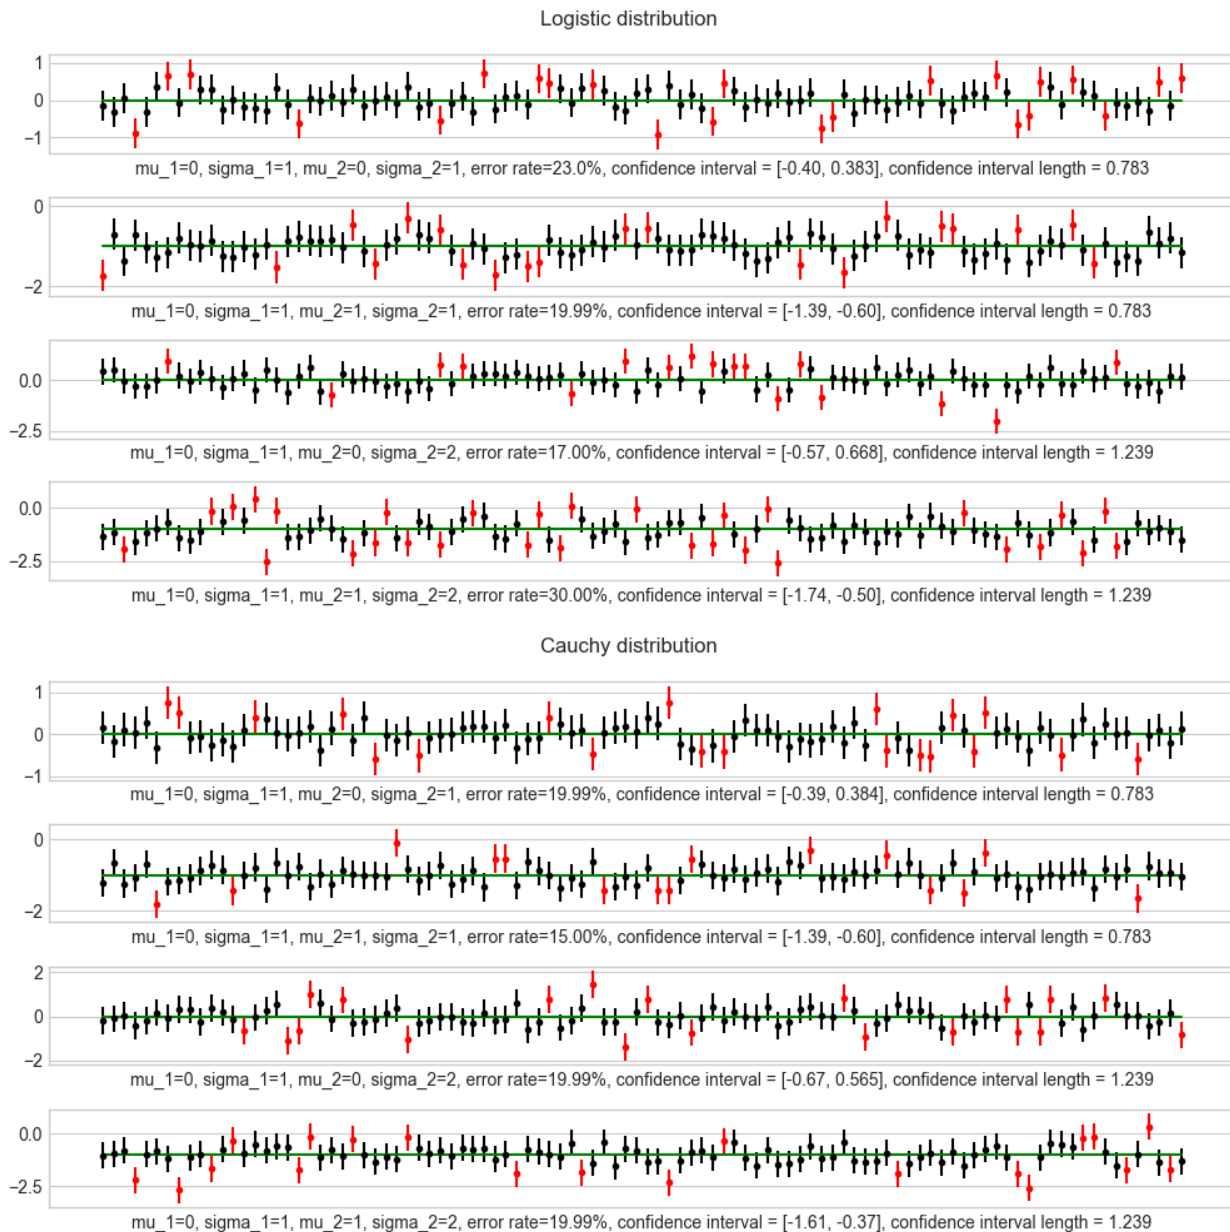 Logistic distribution
1
0
−1
mu_1=0, sigma_1=1, mu_2=0, sigma_2=1, error rate=23.0%, confidence interval = [-0.40, 0.383], confidence interval length = 0.783
0
−2
mu_1=0, sigma_1=1, mu_2=1, sigma_2=1, error rate=19.99%, confidence interval = [-1.39, -0.60], confidence interval length = 0.783
0.0
−2.5
mu_1=0, sigma_1=1, mu_2=0, sigma_2=2, error rate=17.00%, confidence interval = [-0.57, 0.668], confidence interval length = 1.239
0.0
−2.5
mu_1=0, sigma_1=1, mu_2=1, sigma_2=2, error rate=30.00%, confidence interval = [-1.74, -0.50], confidence interval length = 1.239
Cauchy distribution
1
0
−1
mu_1=0, sigma_1=1, mu_2=0, sigma_2=1, error rate=19.99%, confidence interval = [-0.39, 0.384], confidence interval length = 0.783
0
−2
mu_1=0, sigma_1=1, mu_2=1, sigma_2=1, error rate=15.00%, confidence interval = [-1.39, -0.60], confidence interval length = 0.783
2
0
−2
mu_1=0, sigma_1=1, mu_2=0, sigma_2=2, error rate=19.99%, confidence interval = [-0.67, 0.565], confidence interval length = 1.239
0.0
−2.5
mu_1=0, sigma_1=1, mu_2=1, sigma_2=2, error rate=19.99%, confidence interval = [-1.61, -0.37], confidence interval length = 1.239